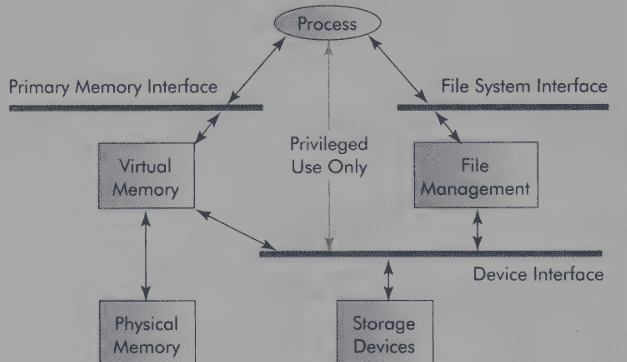 Process
Primary Memory Interface
File System Interface
Privileged
Use Only
Virtual
Memory
File
Management
Device Interface
Physical
Memory
Storage
Devices